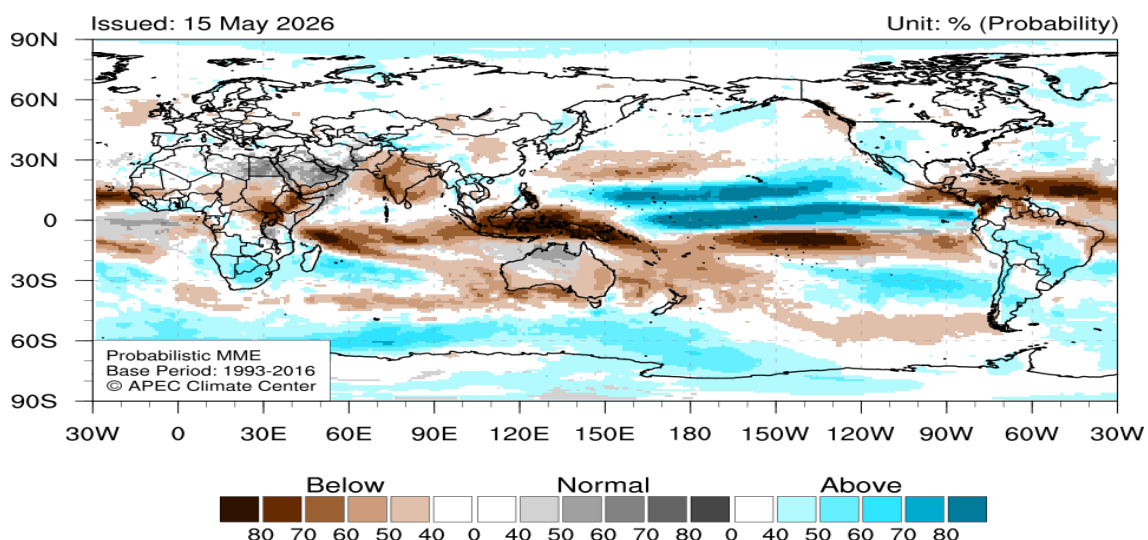 Issued: 15 May 2026 Unit: % (Probability)
90N
60N
30N
0
30S
60S
90S
Probabilistic MME
Base Period: 1993-2016
© APEC Climate Center
30W 0 30E 60E 90E 120E 150E 180 150W 120W 90W 60W 30W
Below Normal Above
80 70 60 50 40 0 40 50 60 70 80 0 40 50 60 70 80